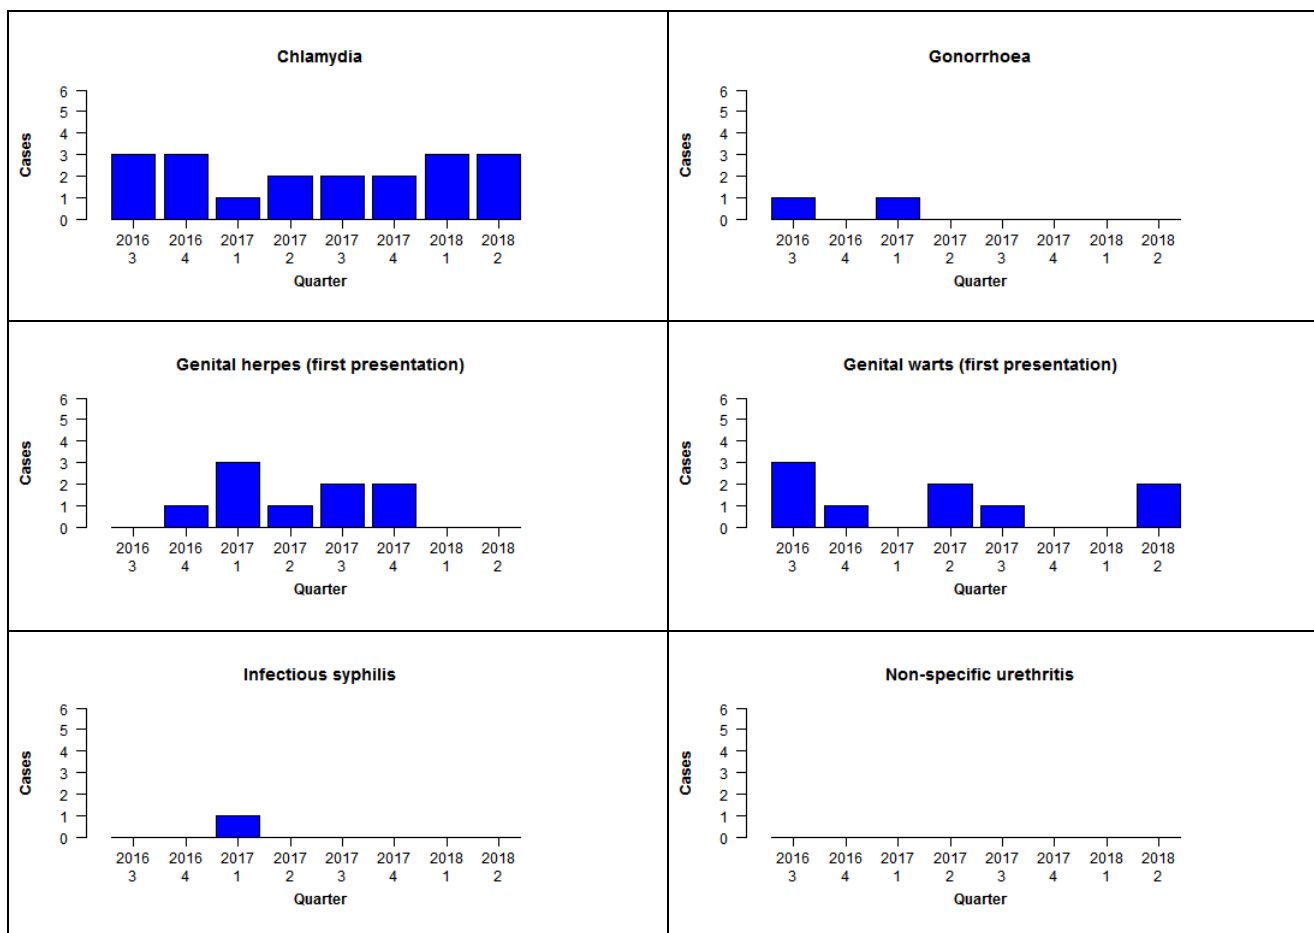 Chlamydia
Cases
6
5
4
3
2
1
0
2016 2016 2017 2017 2017 2017 2018 2018
3 4 1 2 3 4 1 2
Quarter
Gonorrhoea
Cases
6
5
4
3
2
1
0
2016 2016 2017 2017 2017 2017 2018 2018
3 4 1 2 3 4 1 2
Quarter
Genital herpes (first presentation)
Cases
6
5
4
3
2
1
0
2016 2016 2017 2017 2017 2017 2018 2018
3 4 1 2 3 4 1 2
Quarter
Genital warts (first presentation)
Cases
6
5
4
3
2
1
0
2016 2016 2017 2017 2017 2017 2018 2018
3 4 1 2 3 4 1 2
Quarter
Infectious syphilis
Cases
6
5
4
3
2
1
0
2016 2016 2017 2017 2017 2017 2018 2018
3 4 1 2 3 4 1 2
Quarter
Non-specific urethritis
Cases
6
5
4
3
2
1
0
2016 2016 2017 2017 2017 2017 2018 2018
3 4 1 2 3 4 1 2
Quarter